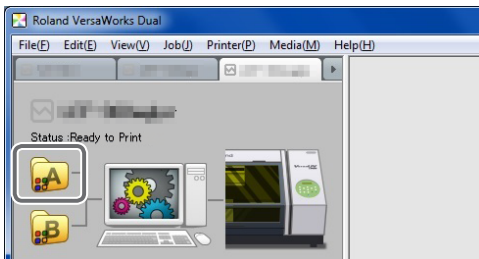 Roland VersaWorks Dual
File(F) Edit(E) View(V) Job(J) Printer(P) Media(M) Help(H)
Status :Ready to Print
A
B